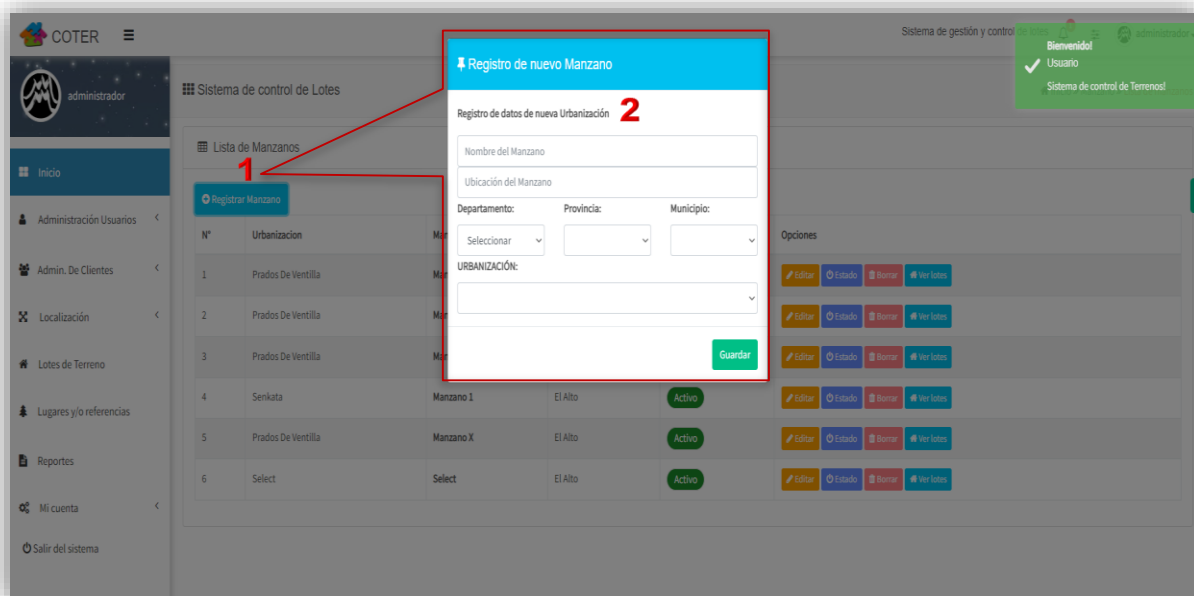 COTER
Sistema de gestión y control de lotes
administrador
Bienvenido!
Usuario
Sistema de control de Terrenos!
administrador
Sistema de control de Lotes
Lista de Manzanos
1
Registrar Manzano
Inicio
Administración Usuarios
Admin. De Clientes
Localización
Lotes de Terreno
Lugares y/o referencias
Reportes
Mi cuenta
Salir del sistema
Registro de nuevo Manzano
Registro de datos de nueva Urbanización 2
Nombre del Manzano
Ubicación del Manzano
Departamento: Provincia: Municipio:
Seleccionar
URBANIZACIÓN:
Guardar
N° Urbanizacion Opciones
1 Prados De Ventilla Editar Estado Borrar Ver lotes
2 Prados De Ventilla Editar Estado Borrar Ver lotes
3 Prados De Ventilla Editar Estado Borrar Ver lotes
4 Senkata Manzano 1 El Alto Activo Editar Estado Borrar Ver lotes
5 Prados De Ventilla Manzano X El Alto Activo Editar Estado Borrar Ver lotes
6 Select Select El Alto Activo Editar Estado Borrar Ver lotes